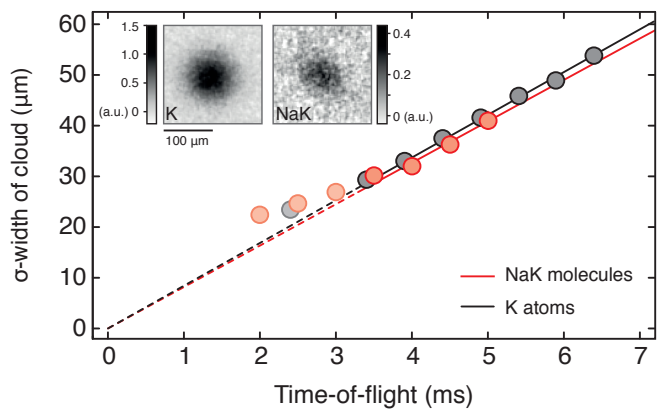 60
50
40
30
20
10
0
σ-width of cloud (μm)
1.5
1.0
0.5
0
(a.u.)
K
100 μm
NaK
0.4
0.2
0
(a.u.)
NaK molecules
K atoms
0 1 2 3 4 5 6 7
Time-of-flight (ms)